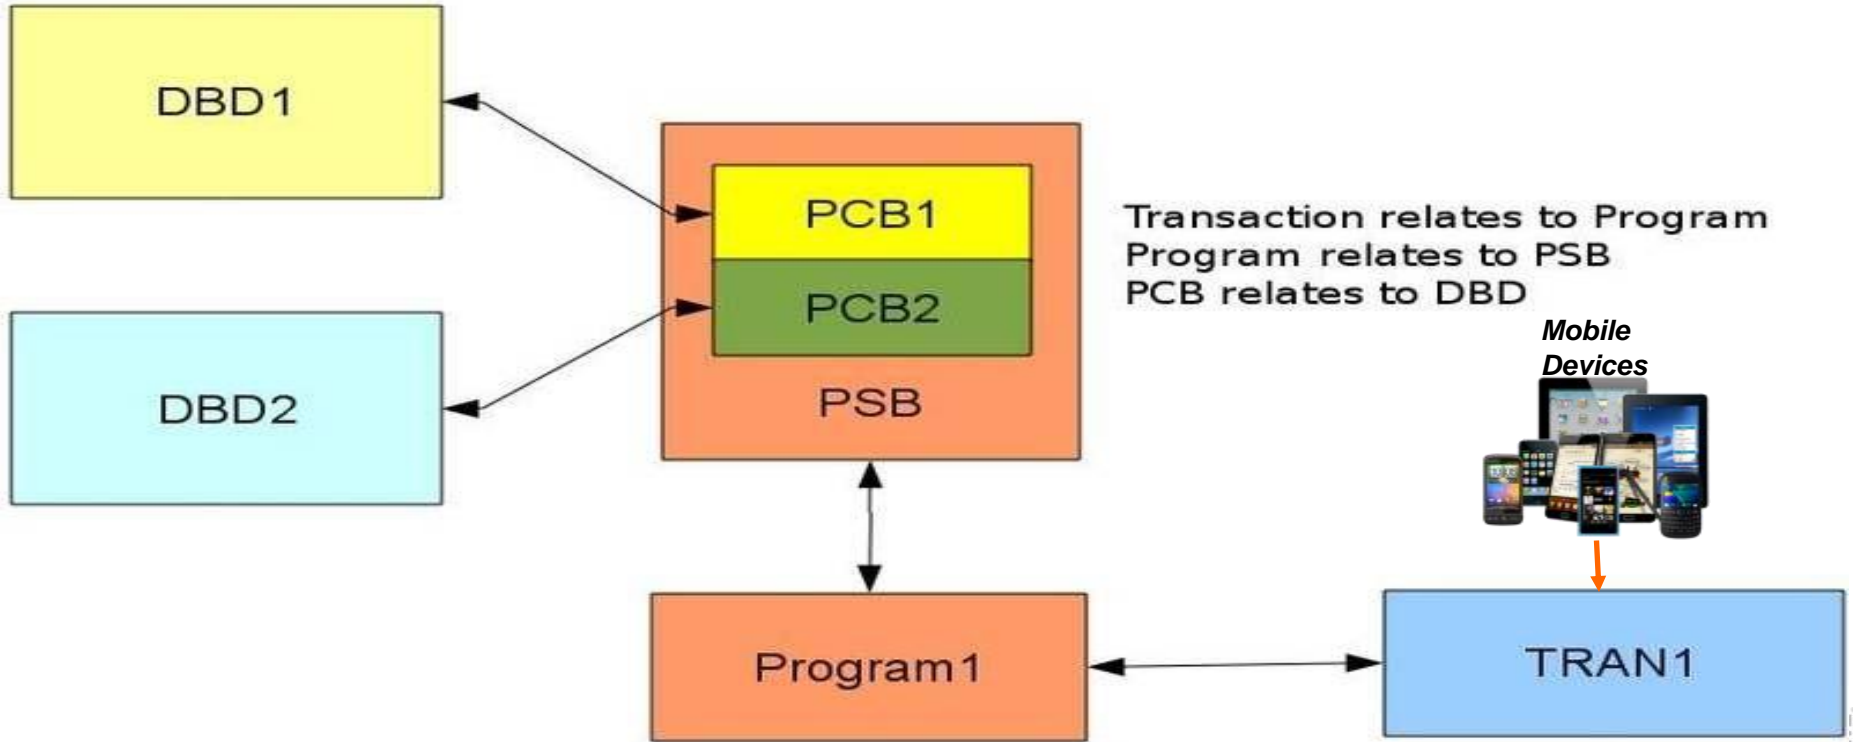 DBD1
PCB1
PCB2
PSB
DBD2
Transaction relates to Program
Program relates to PSB
PCB relates to DBD
Mobile
Devices
Program1
TRAN1